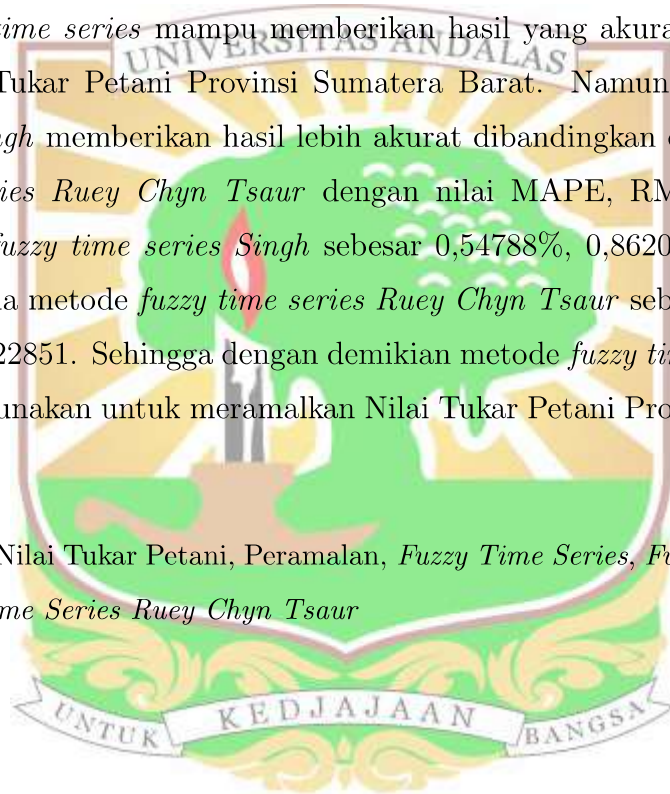 time series mampu memberikan hasil yang akura
UNIVERSITAS ANDALAS
Tukar Petani Provinsi Sumatera Barat. Namun
ngh memberikan hasil lebih akurat dibandingkan
ies Ruey Chyn Tsaur dengan nilai MAPE, RM
fuzzy time series Singh sebesar 0,54788%, 0,8620
a metode fuzzy time series Ruey Chyn Tsaur seb
22851. Sehingga dengan demikian metode fuzzy ti
unakan untuk meramalkan Nilai Tukar Petani Pro
Nilai Tukar Petani, Peramalan, Fuzzy Time Series, Fu
me Series Ruey Chyn Tsaur
UNTUK KEDJAJAAN BANGSA